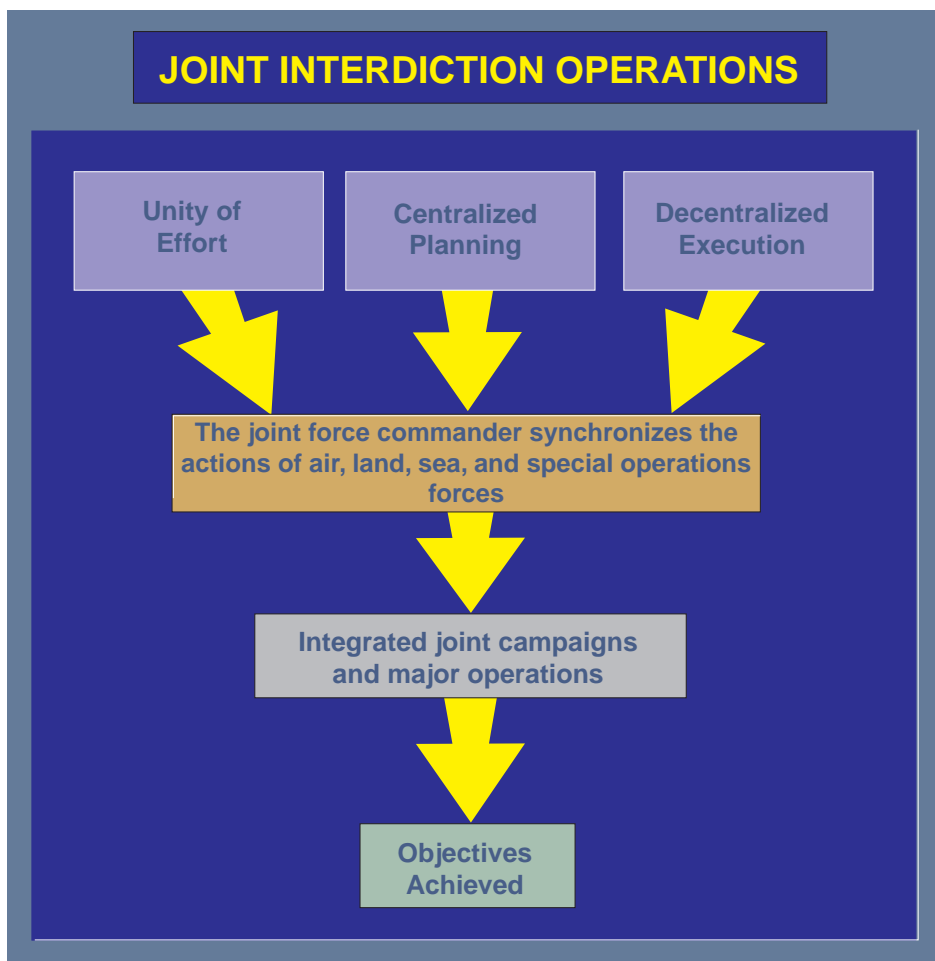 JOINT INTERDICTION OPERATIONS
Unity of
Effort
Centralized
Planning
Decentralized
Execution
The joint force commander synchronizes the
actions of air, land, sea, and special operations
forces
Integrated joint campaigns
and major operations
Objectives
Achieved